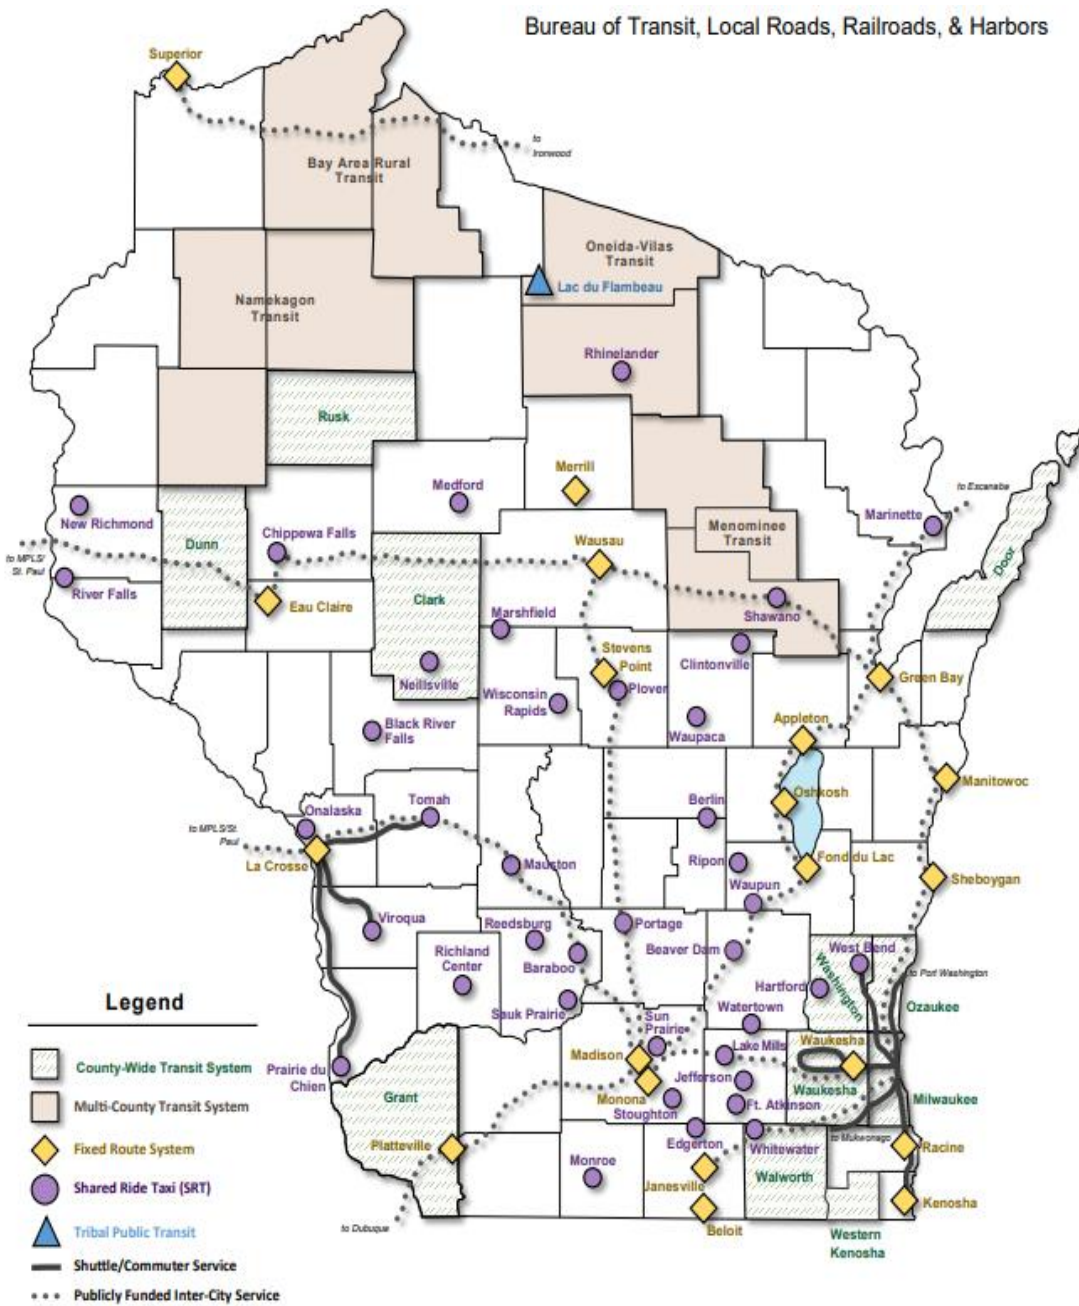 Bureau of Transit, Local Roads, Railroads, & Harbors
Superior
to
Ironwood
Bay Area Rural
Transit
Oneida-Vilas
Transit
Lac du Flambeau
Namekagon
Transit
Rhinelander
Rusk
Merrill
Medford
to Escanaba
New Richmond
Chippewa Falls
Marinette
Menominee
Transit
Dunn
Wausau
to MPLS/
St. Paul
Door
River Falls
Eau Claire
Clark
Marshfield
Shawano
Stevens
Point
Clintonville
Neillsville
Green Bay
Plover
Wisconsin
Rapids
Black River
Falls
Waupaca
Appleton
Manitowoc
Oshkosh
Berlin
Onalaska
Tomah
to MPLS/St.
Paul
La Crosse
Mauston
Ripon
Fond du Lac
Sheboygan
Waupun
Viroqua
Reedsburg
Portage
Richland
Center
Beaver Dam
West Bend
Baraboo
to Port Washington
Washington
Hartford
Legend
Sauk Prairie
Watertown
Ozaukee
Sun
Prairie
Lake Mills
Waukesha
Madison
County-Wide Transit System
Prairie du
Chien
Jefferson
Waukesha
Grant
Monona
Stoughton
Ft. Atkinson
Milwaukee
Multi-County Transit System
Fixed Route System
Platteville
Edgerton
Whitewater
to Mukwonago
Racine
Shared Ride Taxi (SRT)
Monroe
Janesville
Walworth
Kenosha
Tribal Public Transit
to Dubuque
Beloit
Western
Kenosha
Shuttle/Commuter Service
Publicly Funded Inter-City Service